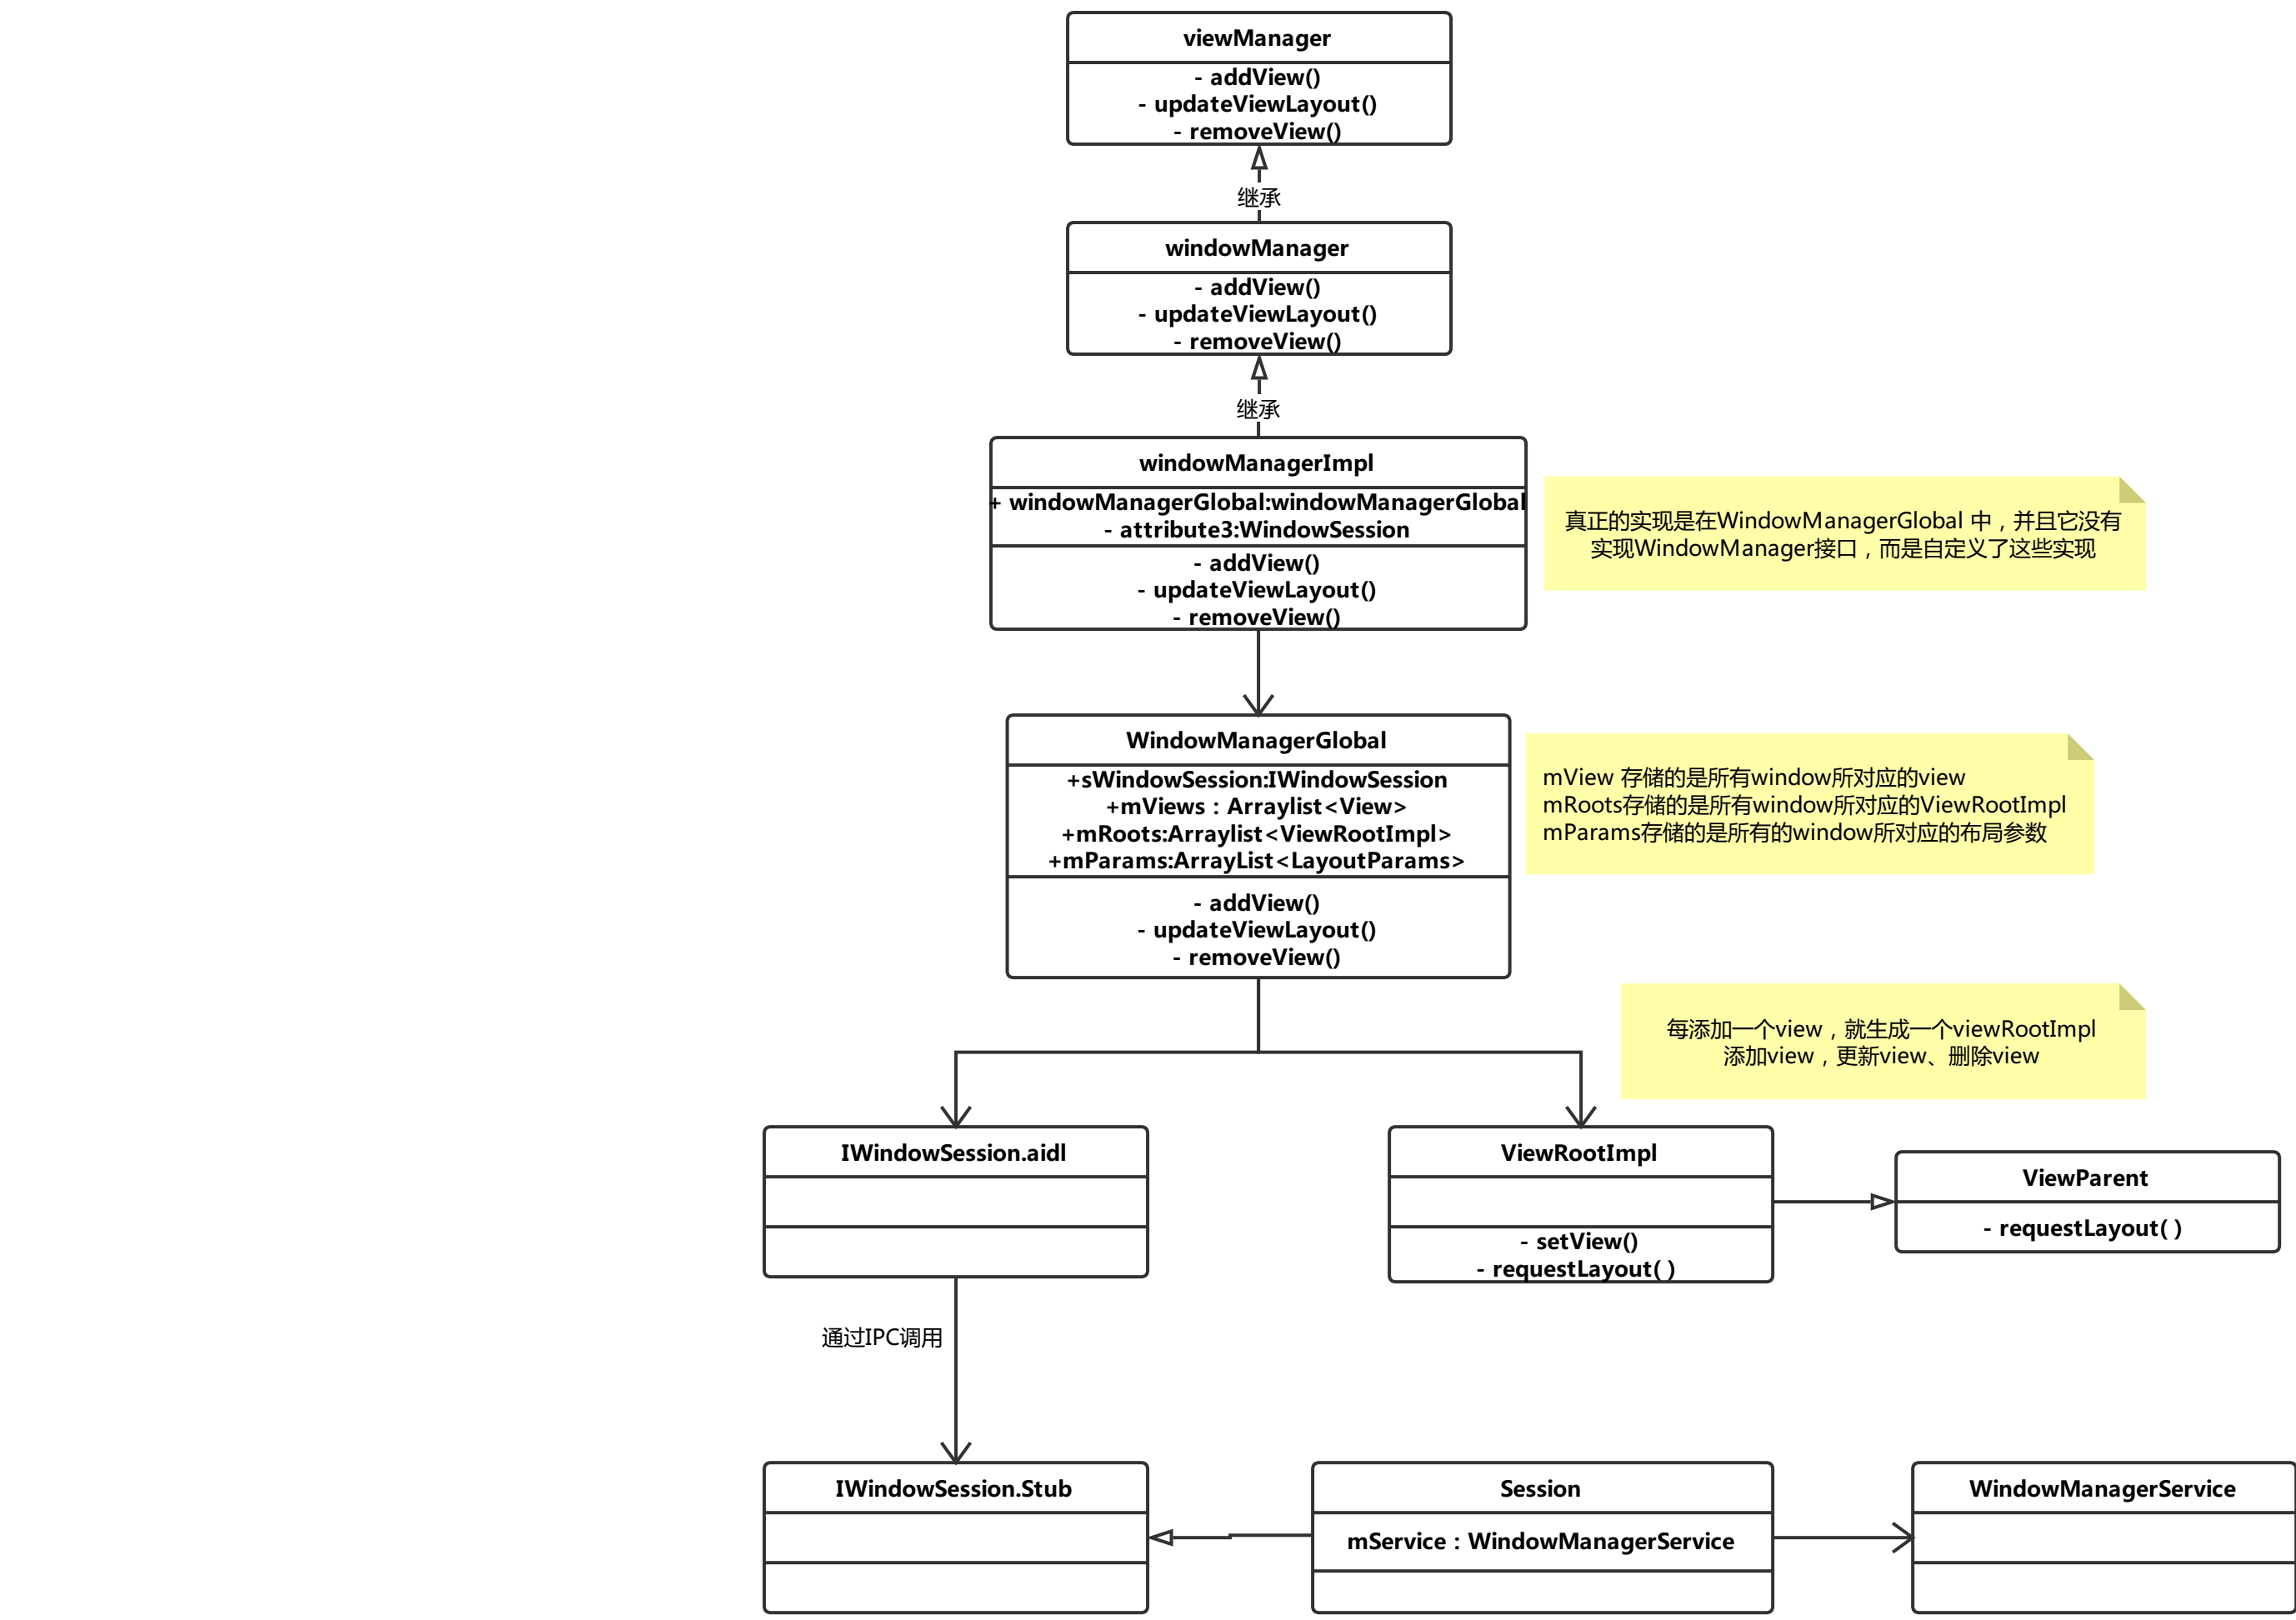 viewManager
- addView()
- updateViewLayout()
- removeView()
继承
windowManager
- addView()
- updateViewLayout()
- removeView()
继承
windowManagerImpl
+ windowManagerGlobal:windowManagerGlobal
- attribute3:WindowSession
- addView()
- updateViewLayout()
- removeView()
真正的实现是在WindowManagerGlobal 中，并且它没有
实现WindowManager接口，而是自定义了这些实现
WindowManagerGlobal
+sWindowSession:IWindowSession
+mViews：Arraylist<View>
+mRoots:Arraylist<ViewRootImpl>
+mParams:ArrayList<LayoutParams>
- addView()
- updateViewLayout()
- removeView()
mView 存储的是所有window所对应的view
mRoots存储的是所有window所对应的ViewRootImpl
mParams存储的是所有的window所对应的布局参数
每添加一个view，就生成一个viewRootImpl
添加view，更新view、删除view
IWindowSession.aidl
ViewRootImpl
- setView()
- requestLayout( )
ViewParent
- requestLayout( )
通过IPC调用
IWindowSession.Stub
Session
mService：WindowManagerService
WindowManagerService